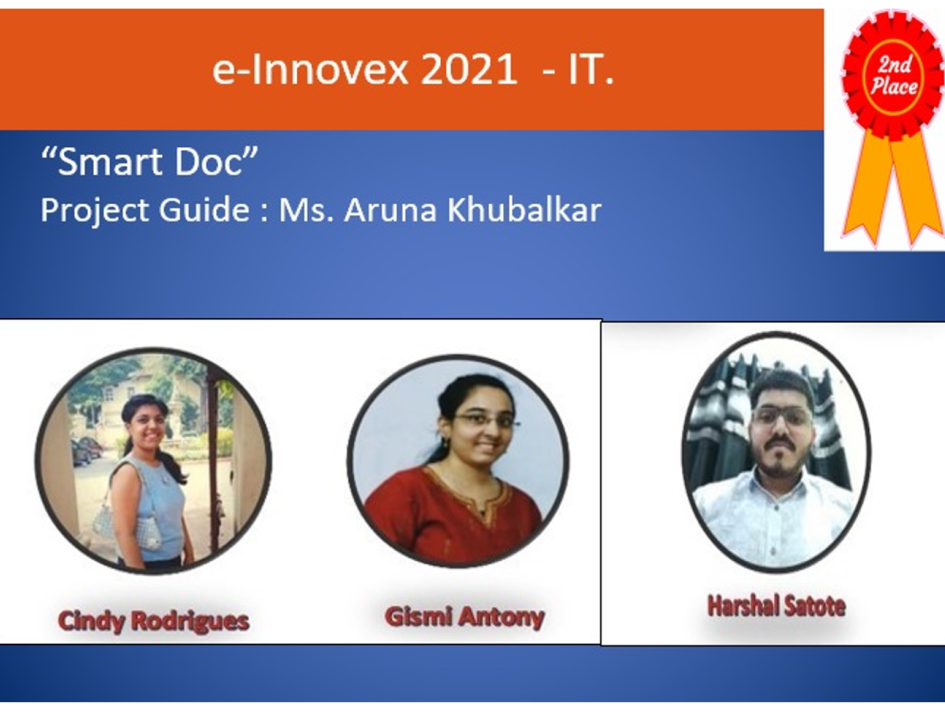 e-Innovex 2021  - IT.
2nd
Place
“Smart Doc”
Project Guide : Ms. Aruna Khubalkar
Cindy Rodrigues
Gismi Antony
Harshal Satote